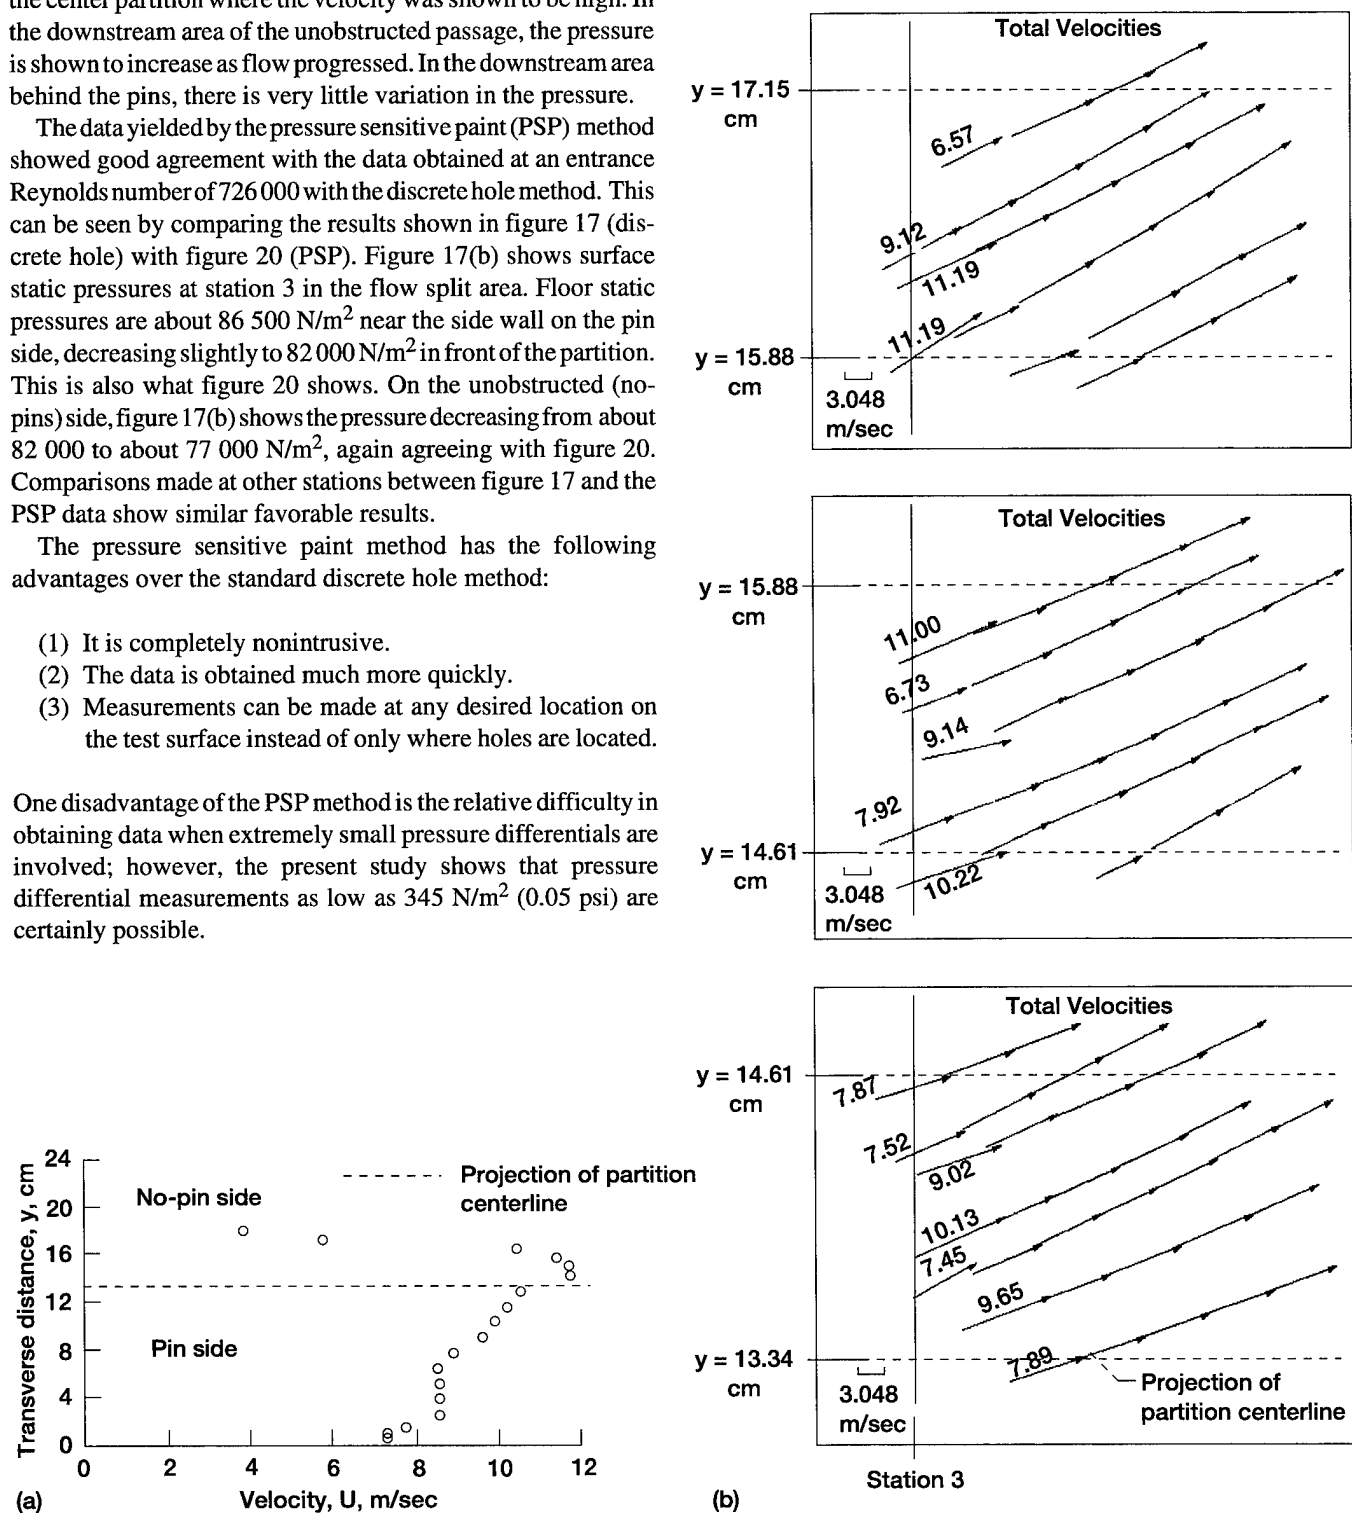 the center partition where the velocity was shown to be high. In
the downstream area of the unobstructed passage, the pressure
is shown to increase as flow progressed. In the downstream area
behind the pins, there is very little variation in the pressure.
The data yielded by the pressure sensitive paint (PSP) method
showed good agreement with the data obtained at an entrance
Reynolds number of 726 000 with the discrete hole method. This
can be seen by comparing the results shown in figure 17 (dis-
crete hole) with figure 20 (PSP). Figure 17(b) shows surface
static pressures at station 3 in the flow split area. Floor static
pressures are about 86 500 N/m² near the side wall on the pin
side, decreasing slightly to 82 000 N/m² in front of the partition.
This is also what figure 20 shows. On the unobstructed (no-
pins) side, figure 17(b) shows the pressure decreasing from about
82 000 to about 77 000 N/m², again agreeing with figure 20.
Comparisons made at other stations between figure 17 and the
PSP data show similar favorable results.
The pressure sensitive paint method has the following
advantages over the standard discrete hole method:
(1) It is completely nonintrusive.
(2) The data is obtained much more quickly.
(3) Measurements can be made at any desired location on
the test surface instead of only where holes are located.
One disadvantage of the PSP method is the relative difficulty in
obtaining data when extremely small pressure differentials are
involved; however, the present study shows that pressure
differential measurements as low as 345 N/m² (0.05 psi) are
certainly possible.
24
20
16
12
8
4
0
Transverse distance, y, cm
No-pin side
Projection of partition
centerline
Pin side
0 2 4 6 8 10 12
(a) Velocity, U, m/sec
Total Velocities
y = 17.15
cm
6.57
9.12
11.19
11.19
y = 15.88
cm
3.048
m/sec
Total Velocities
y = 15.88
cm
11.00
6.73
9.14
7.92
y = 14.61
cm
10.22
3.048
m/sec
Total Velocities
y = 14.61
cm
7.87
7.52
9.02
10.13
7.45
9.65
y = 13.34
cm
7.89
3.048
m/sec
Projection of
partition centerline
Station 3
(b)